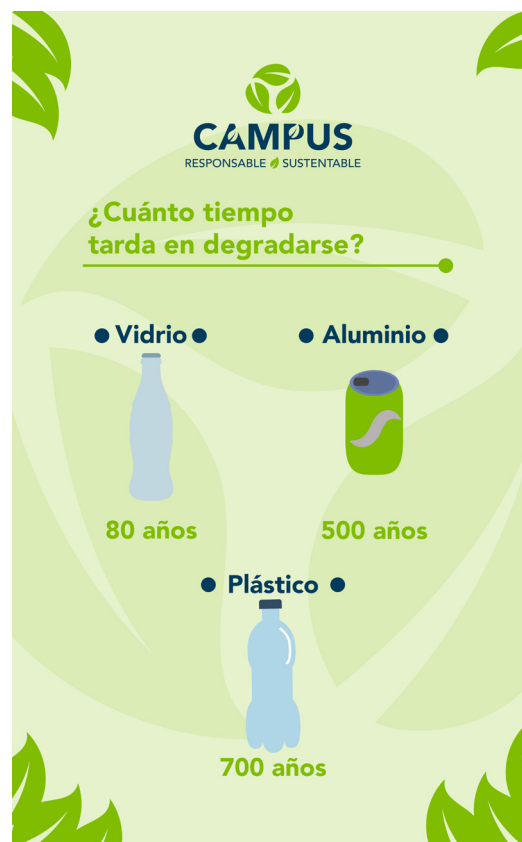 CAMPUS
RESPONSABLE SUSTENTABLE
¿Cuánto tiempo
tarda en degradarse?
Vidrio
Aluminio
80 años
500 años
Plástico
700 años